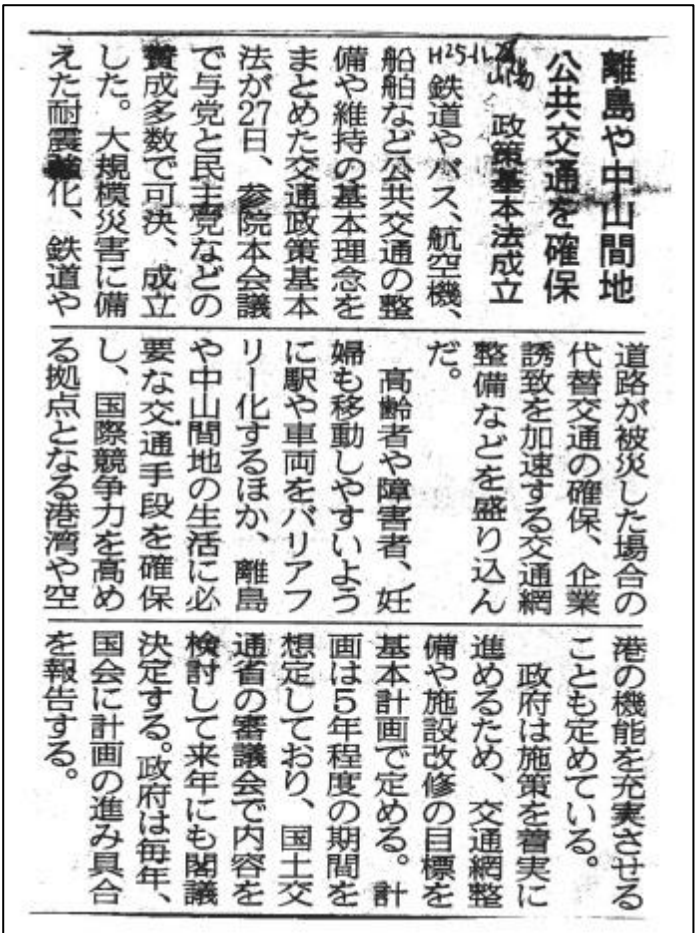 離島や中山間地
公共交通を確保
政策基本法成立
H25.11.28
鉄道やバス、航空機、
船舶など公共交通の整
備や維持の基本理念を
まとめた交通政策基本
法が27日、参院本会議
で与党と民主党などの
賛成多数で可決、成立
した。大規模災害に備
えた耐震強化、鉄道や
道路が被災した場合の
代替交通の確保、企業
誘致を加速する交通網
整備などを盛り込ん
だ。
高齢者や障害者、妊
婦も移動しやすいよう
に駅や車両をバリアフ
リー化するほか、離島
や中山間地の生活に必
要な交通手段を確保
し、国際競争力を高め
る拠点となる港湾や空
港の機能を充実させる
ことも定めている。
政府は施策を着実に
進めるため、交通網整
備や施設改修の目標を
基本計画で定める。計
画は5年程度の期間を
想定しており、国土交
通省の審議会で内容を
検討して来年にも閣議
決定する。政府は毎年、
国会に計画の進み具合
を報告する。